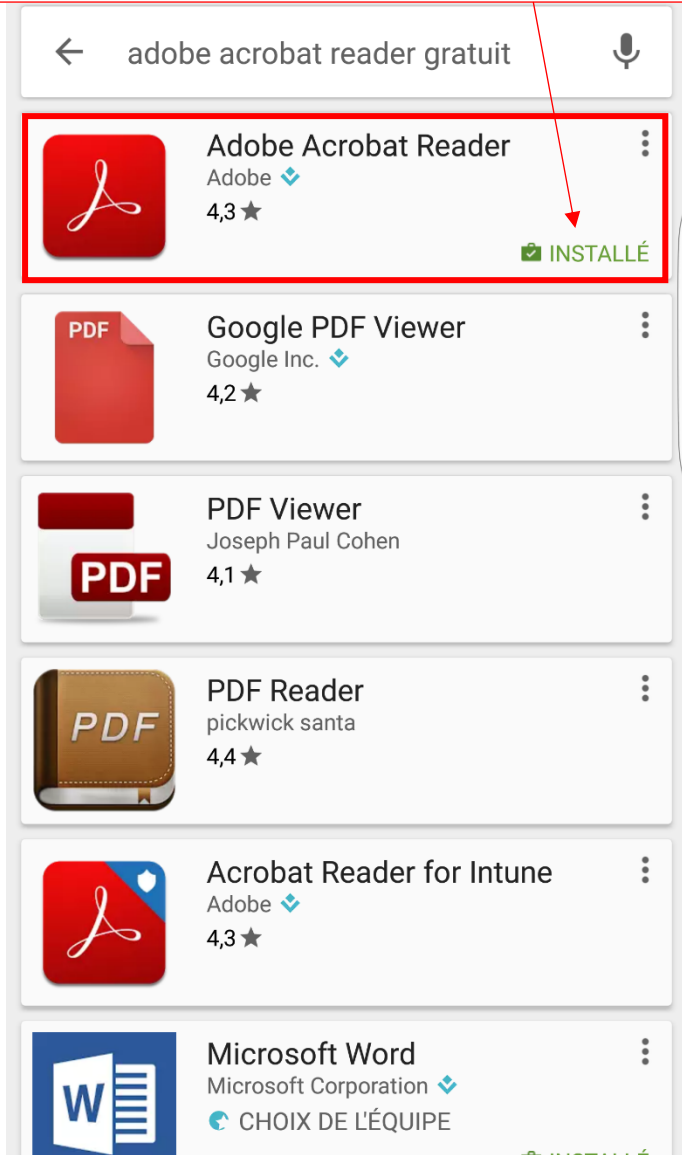 adobe acrobat reader gratuit
Adobe Acrobat Reader
Adobe
4,3
INSTALLÉ
PDF
Google PDF Viewer
Google Inc.
4,2
PDF
PDF Viewer
Joseph Paul Cohen
4,1
PDF
PDF Reader
pickwick santa
4,4
Acrobat Reader for Intune
Adobe
4,3
W
Microsoft Word
Microsoft Corporation
CHOIX DE L'ÉQUIPE
INSTALLÉ